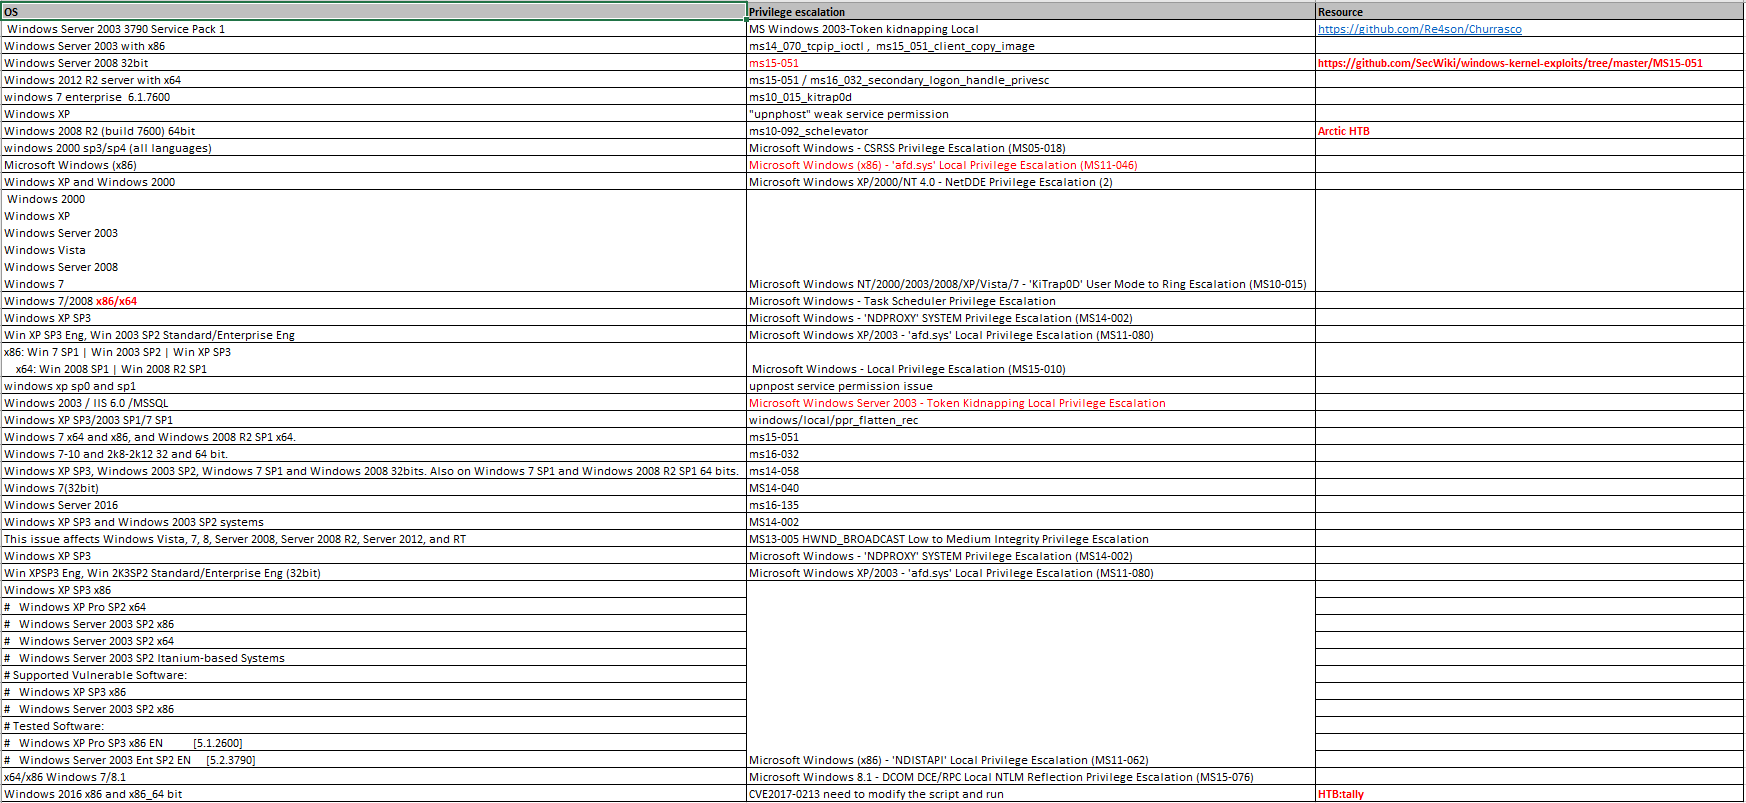 OS Privilege escalation Resource
Windows Server 2003 3790 Service Pack 1 MS Windows 2003-Token kidnapping Local https://github.com/Re4son/Churrasco
Windows Server 2003 with x86 ms14_070_tcpip_ioctl , ms15_051_client_copy_image
Windows Server 2008 32bit ms15-051 https://github.com/SecWiki/windows-kernel-exploits/tree/master/MS15-051
Windows 2012 R2 server with x64 ms15-051 / ms16_032_secondary_logon_handle_privesc
windows 7 enterprise 6.1.7600 ms10_015_kitrap0d
Windows XP "upnphost" weak service permission
Windows 2008 R2 (build 7600) 64bit ms10-092_schelevator Arctic HTB
windows 2000 sp3/sp4 (all languages) Microsoft Windows - CSRSS Privilege Escalation (MS05-018)
Microsoft Windows (x86) Microsoft Windows (x86) - 'afd.sys' Local Privilege Escalation (MS11-046)
Windows XP and Windows 2000 Microsoft Windows XP/2000/NT 4.0 - NetDDE Privilege Escalation (2)
Windows 2000
Windows XP
Windows Server 2003
Windows Vista
Windows Server 2008
Windows 7 Microsoft Windows NT/2000/2003/2008/XP/Vista/7 - 'KiTrap0D' User Mode to Ring Escalation (MS10-015)
Windows 7/2008 x86/x64 Microsoft Windows - Task Scheduler Privilege Escalation
Windows XP SP3 Microsoft Windows - 'NDPROXY' SYSTEM Privilege Escalation (MS14-002)
Win XP SP3 Eng, Win 2003 SP2 Standard/Enterprise Eng Microsoft Windows XP/2003 - 'afd.sys' Local Privilege Escalation (MS11-080)
x86: Win 7 SP1 | Win 2003 SP2 | Win XP SP3
x64: Win 2008 SP1 | Win 2008 R2 SP1 Microsoft Windows - Local Privilege Escalation (MS15-010)
windows xp sp0 and sp1 upnpost service permission issue
Windows 2003 / IIS 6.0 /MSSQL Microsoft Windows Server 2003 - Token Kidnapping Local Privilege Escalation
Windows XP SP3/2003 SP1/7 SP1 windows/local/ppr_flatten_rec
Windows 7 x64 and x86, and Windows 2008 R2 SP1 x64. ms15-051
Windows 7-10 and 2k8-2k12 32 and 64 bit. ms16-032
Windows XP SP3, Windows 2003 SP2, Windows 7 SP1 and Windows 2008 32bits. Also on Windows 7 SP1 and Windows 2008 R2 SP1 64 bits. ms14-058
Windows 7(32bit) MS14-040
Windows Server 2016 ms16-135
Windows XP SP3 and Windows 2003 SP2 systems MS14-002
This issue affects Windows Vista, 7, 8, Server 2008, Server 2008 R2, Server 2012, and RT MS13-005 HWND_BROADCAST Low to Medium Integrity Privilege Escalation
Windows XP SP3 Microsoft Windows - 'NDPROXY' SYSTEM Privilege Escalation (MS14-002)
Win XPSP3 Eng, Win 2K3SP2 Standard/Enterprise Eng (32bit) Microsoft Windows XP/2003 - 'afd.sys' Local Privilege Escalation (MS11-080)
Windows XP SP3 x86
# Windows XP Pro SP2 x64
# Windows Server 2003 SP2 x86
# Windows Server 2003 SP2 x64
# Windows Server 2003 SP2 Itanium-based Systems
# Supported Vulnerable Software:
# Windows XP SP3 x86
# Windows Server 2003 SP2 x86
# Tested Software:
# Windows XP Pro SP3 x86 EN [5.1.2600]
# Windows Server 2003 Ent SP2 EN [5.2.3790] Microsoft Windows (x86) - 'NDISTAPI' Local Privilege Escalation (MS11-062)
x64/x86 Windows 7/8.1 Microsoft Windows 8.1 - DCOM DCE/RPC Local NTLM Reflection Privilege Escalation (MS15-076)
Windows 2016 x86 and x86_64 bit CVE2017-0213 need to modify the script and run HTB:tally